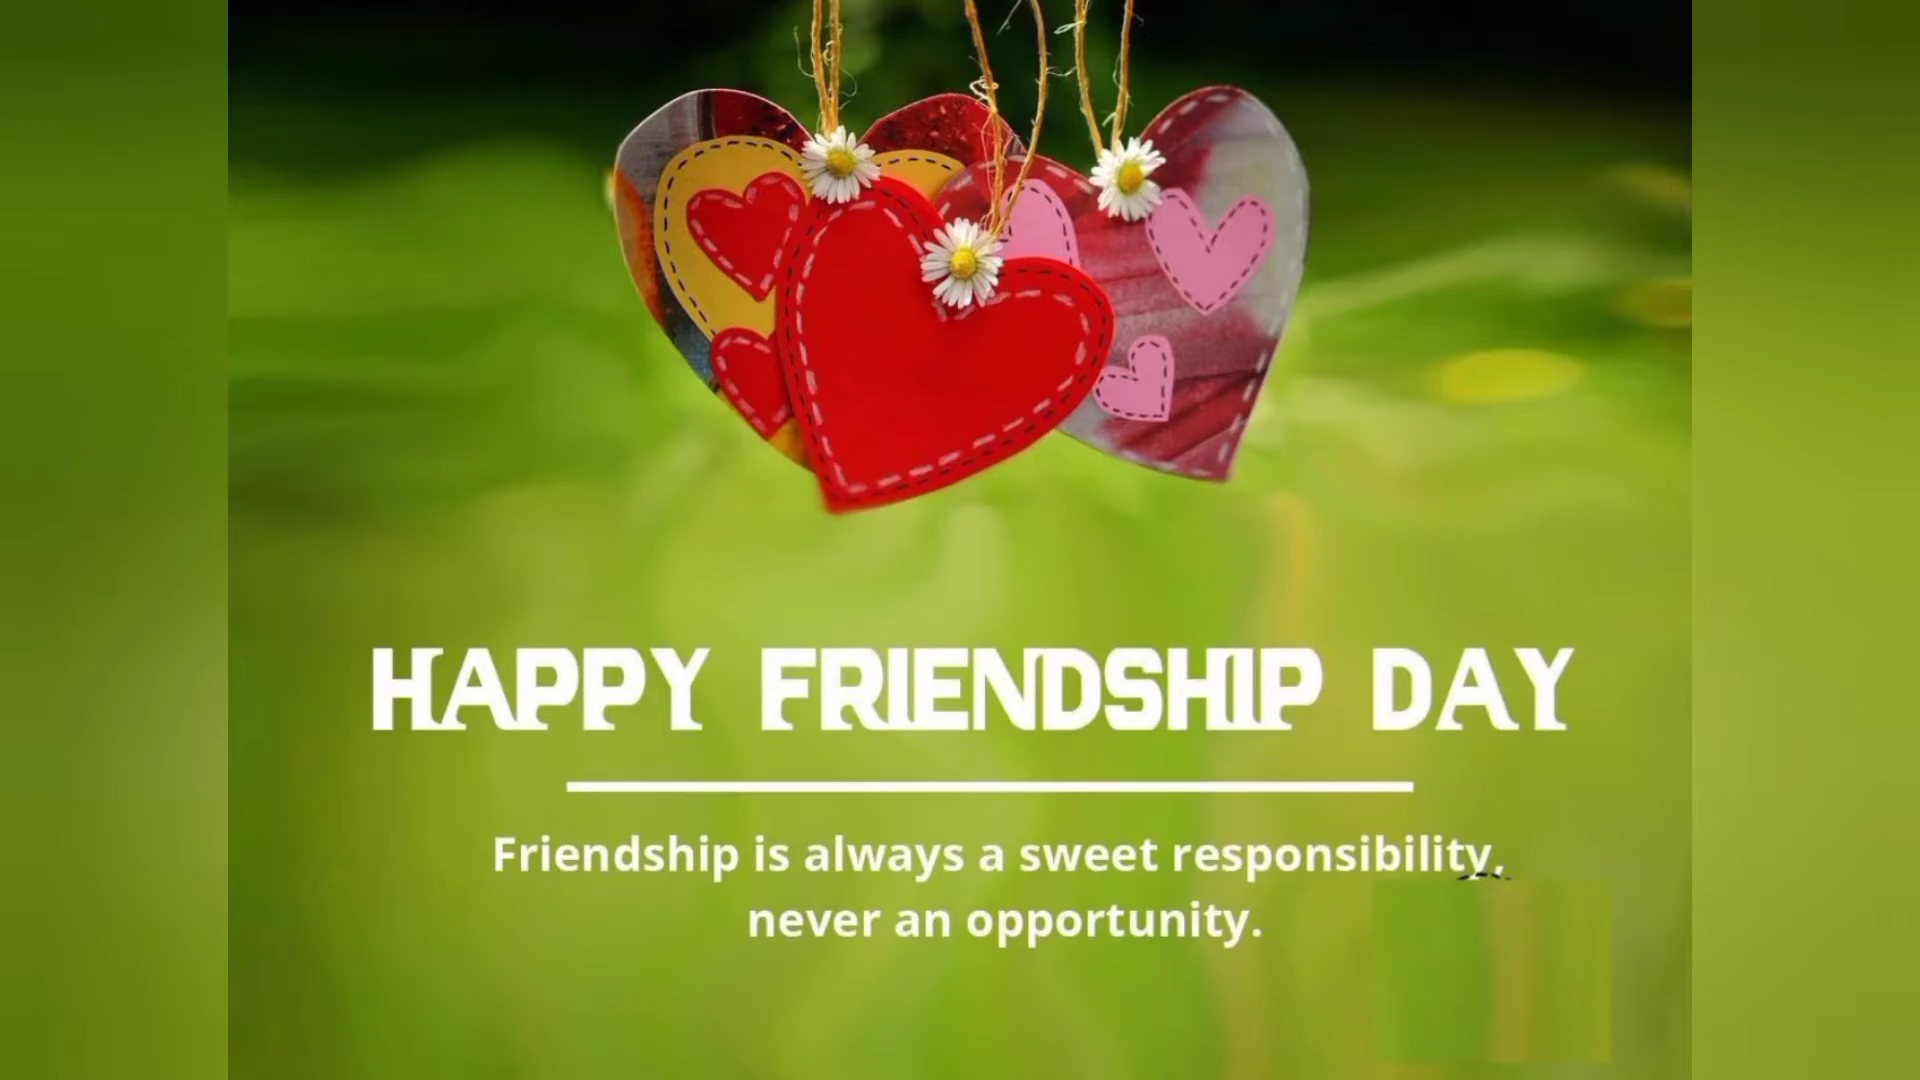 HAPPY FRIENDSHIP DAY
Friendship is always a sweet responsibility,
never an opportunity.